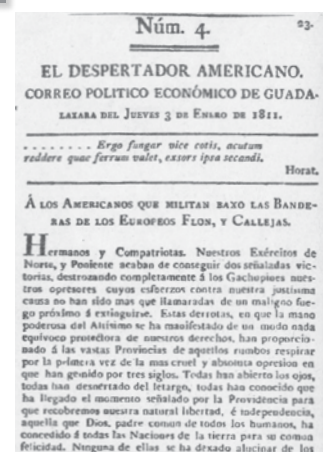 Núm. 4. 23.
EL DESPERTADOR AMERICANO.
CORREO POLITICO ECONÓMICO DE GUADA-
LAXARA DEL JUEVES 3 DE ENERO DE 1811.
. . . . . . . . Ergo fungar vice cotis, acutum
reddere quae ferrum valet, exsors ipsa secandi.
Horat.
Á LOS AMERICANOS QUE MILITAN BAXO LAS BANDE-
RAS DE LOS EUROPEOS FLON, Y CALLEJAS.
Hermanos y Compatriotas. Nuestros Exércitos de
Norte, y Poniente acaban de conseguir dos señaladas vic-
torias, destrozando completamente á los Gachupines nues-
tros opresores cuyos esfuerzos contra nuestra justísima
causa no han sido mas que llamaradas de un maligno fue-
go próximo á extinguirse. Estas derrotas, en que la mano
poderosa del Altísimo se ha manifestado de un modo nada
equívoco protectora de nuestros derechos, han proporcio-
nado á las vastas Provincias de aquellos rumbos respirar
por la primera vez de la mas cruel y absoluta opresion en
que han gemido por tres siglos. Todas han abierto los ojos,
todas han despertado del letargo, todas han conocido que
ha llegado el momento señalado por la Providencia para
que recobremos nuestra natural libertad, é independencia,
aquella que Dios, padre comun de todos los humanos, ha
concedido á todas las Naciones de la tierra para su comun
felicidad. Ninguna de ellas se ha dexado alucinar de los